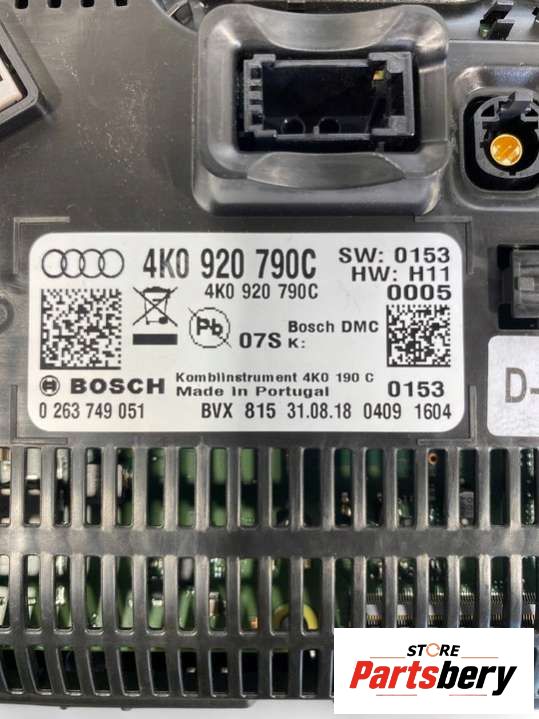 4K0 920 790C
SW: 0153
HW: H11
4K0 920 790C
0005
Pb
07S
Bosch DMC
K:
BOSCH
Kombiinstrument 4K0 190 C
Made in Portugal
0153
0 263 749 051
BVX 815 31.08.18 0409 1604
D-
STORE
Partsbery